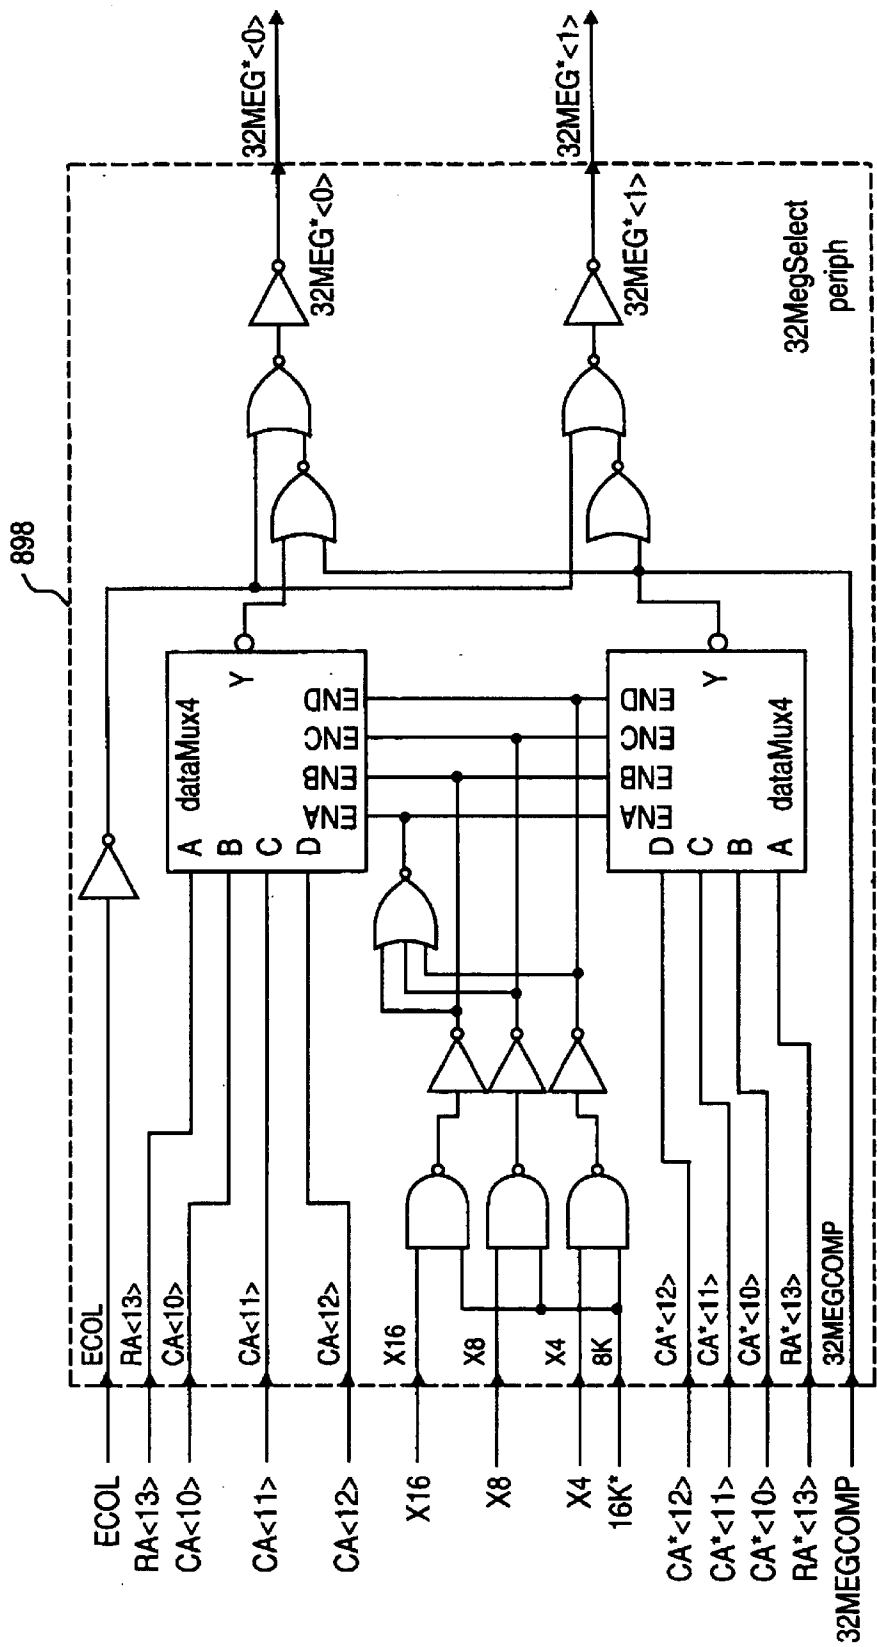 898
ECOL
ECOL
RA<13>
RA<13>
CA<10>
CA<10>
CA<11>
CA<11>
CA<12>
CA<12>
X16
X16
X8
X8
X4
X4
16K*
8K
CA*<12>
CA*<12>
CA*<11>
CA*<11>
CA*<10>
CA*<10>
RA*<13>
RA*<13>
32MEGCOMP
32MEGCOMP
dataMux4
A
B
C
D
ENA
ENB
ENC
END
Y
dataMux4
D
C
B
A
ENA
ENB
ENC
END
Y
32MEG*<0>
32MEG*<0>
32MEG*<1>
32MEG*<1>
32MegSelect
periph